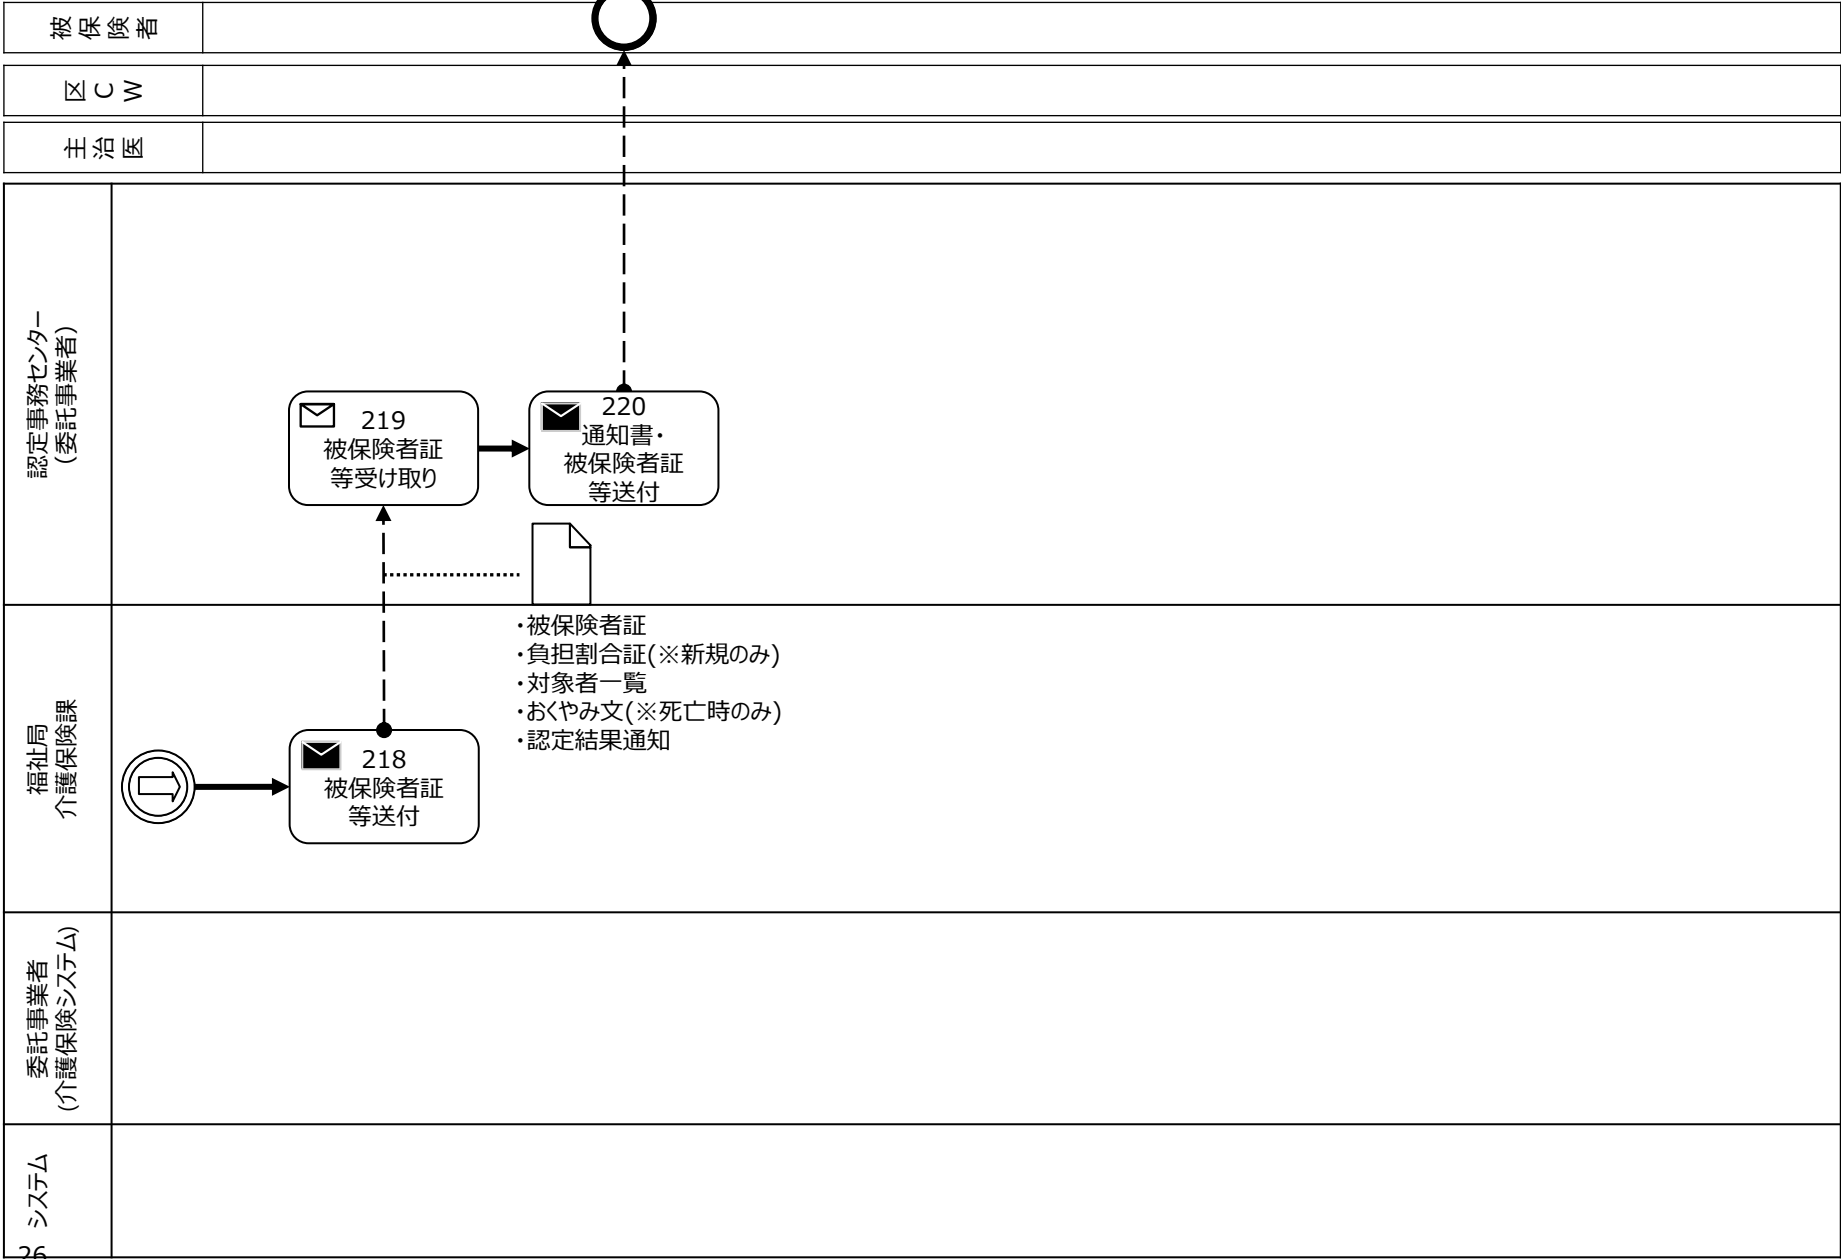 被保険者
区CW
主治医
認定事務センター
（委託事業者）
219
被保険者証
等受け取り
220
通知書・
被保険者証
等送付
福祉局
介護保険課
・被保険者証
・負担割合証(※新規のみ)
・対象者一覧
・おくやみ文(※死亡時のみ)
・認定結果通知
218
被保険者証
等送付
委託事業者
(介護保険システム)
システム
26